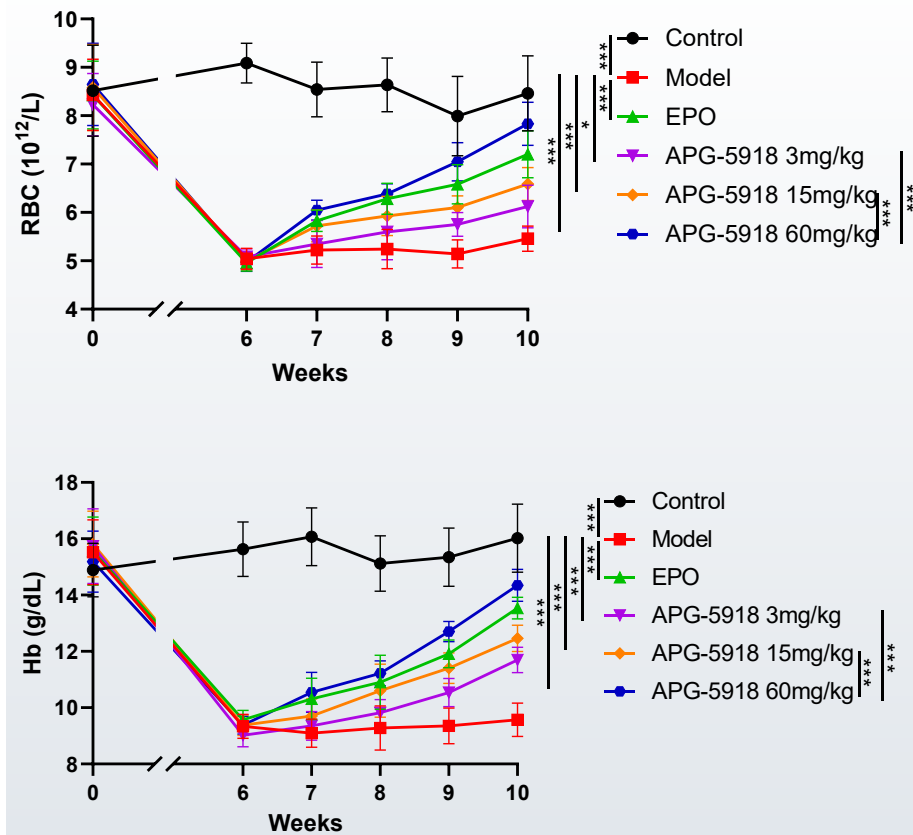 10
9
8
7
6
5
4
RBC (10¹²/L)
0
6
7
8
9
10
Weeks
***
***
*
***
***
Control
Model
EPO
APG-5918 3mg/kg
APG-5918 15mg/kg
APG-5918 60mg/kg
***
***
18
16
14
12
10
8
Hb (g/dL)
0
6
7
8
9
10
Weeks
***
***
***
***
***
Control
Model
EPO
APG-5918 3mg/kg
APG-5918 15mg/kg
APG-5918 60mg/kg
***
***